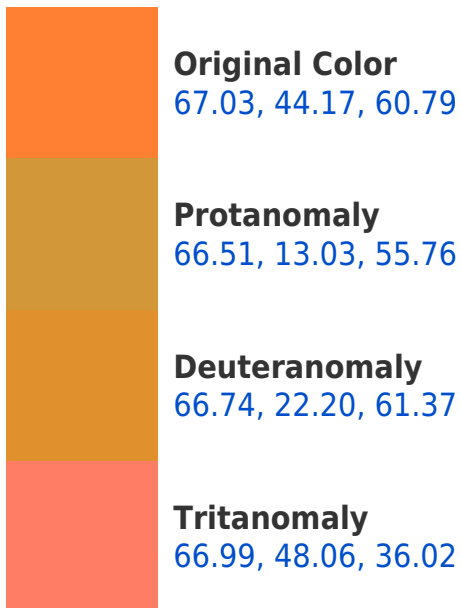 Original Color
67.03, 44.17, 60.79
Protanomaly
66.51, 13.03, 55.76
Deuteranomaly
66.74, 22.20, 61.37
Tritanomaly
66.99, 48.06, 36.02